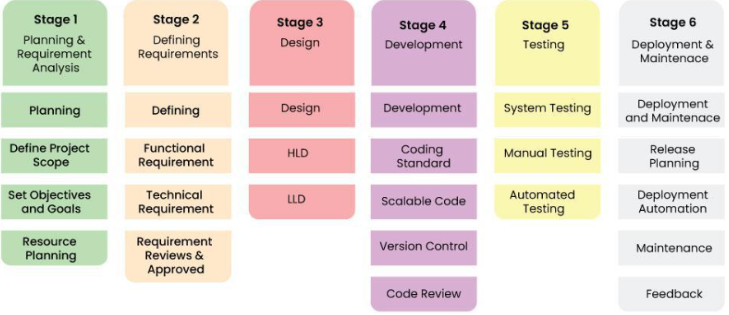 Stage 1
Planning &
Requirement
Analysis
Planning
Define Project
Scope
Set Objectives
and Goals
Resource
Planning
Stage 2
Defining
Requirements
Defining
Functional
Requirement
Technical
Requirement
Requirement
Reviews &
Approved
Stage 3
Design
Design
HLD
LLD
Stage 4
Development
Development
Coding
Standard
Scalable Code
Version Control
Code Review
Stage 5
Testing
System Testing
Manual Testing
Automated
Testing
Stage 6
Deployment &
Maintenace
Deployment
and Maintenace
Release
Planning
Deployment
Automation
Maintenance
Feedback